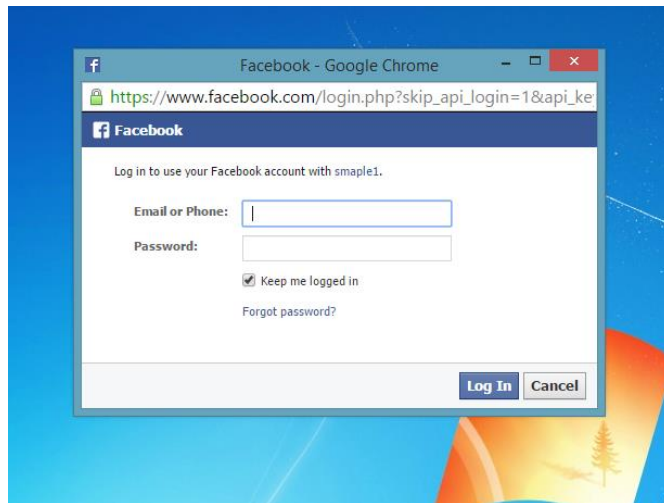 Facebook - Google Chrome
https://www.facebook.com/login.php?skip_api_login=1&api_key
Facebook
Log in to use your Facebook account with smaple1.
Email or Phone:
Password:
Keep me logged in
Forgot password?
Log In Cancel